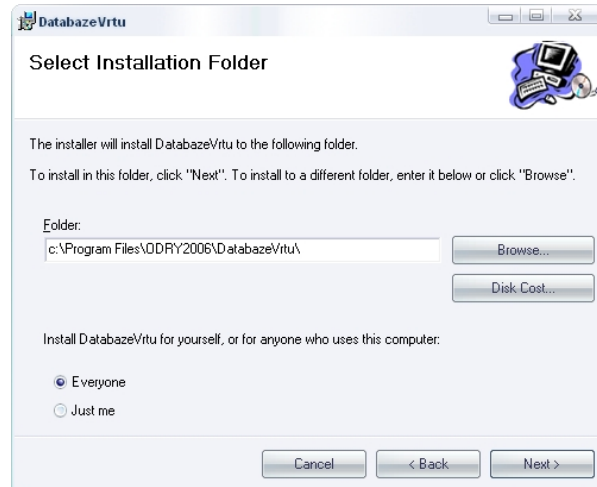 DatabazeVrtu
Select Installation Folder
The installer will install DatabazeVrtu to the following folder.
To install in this folder, click "Next". To install to a different folder, enter it below or click "Browse".
Folder:
c:\Program Files\ODRY2006\DatabazeVrtu\
Browse...
Disk Cost...
Install DatabazeVrtu for yourself, or for anyone who uses this computer:
Everyone
Just me
Cancel < Back Next >